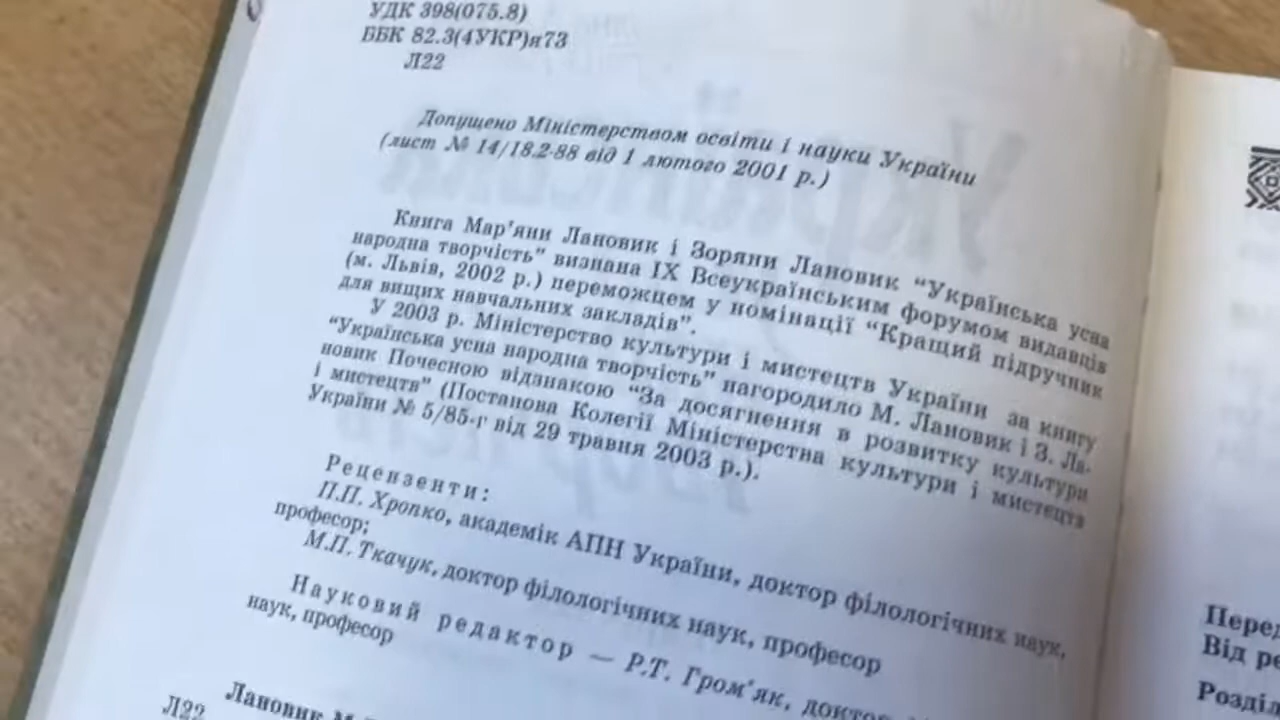 УДК 398(075.8)
ББК 82.3(4УКР)я73
Л22
Допущено Міністерством освіти і науки України
(лист № 14/18.2-88 від 1 лютого 2001 р.)
Книга Мар’яни Лановик і Зоряни Лановик “Українська усна
народна творчість” визнана IX Всеукраїнським форумом видавців
(м. Львів, 2002 р.) переможцем у номінації “Кращий підручник
для вищих навчальних закладів”.
У 2003 р. Міністерство культури і мистецтв України за книгу
“Українська усна народна творчість” нагородило М. Лановик і З. Ла-
новик Почесною відзнакою “За досягнення в розвитку культури
і мистецтв” (Постанова Колегії Міністерства культури і мистецтв
України № 5/85-г від 29 травня 2003 р.).
Рецензенти:
П.П. Хропко, академік АПН України, доктор філологічних наук,
професор;
М.П. Ткачук, доктор філологічних наук, професор
Науковий редактор — Р.Т. Гром’як, доктор
наук, професор
Лановик
Л22
Перед
Від ре
Розділ